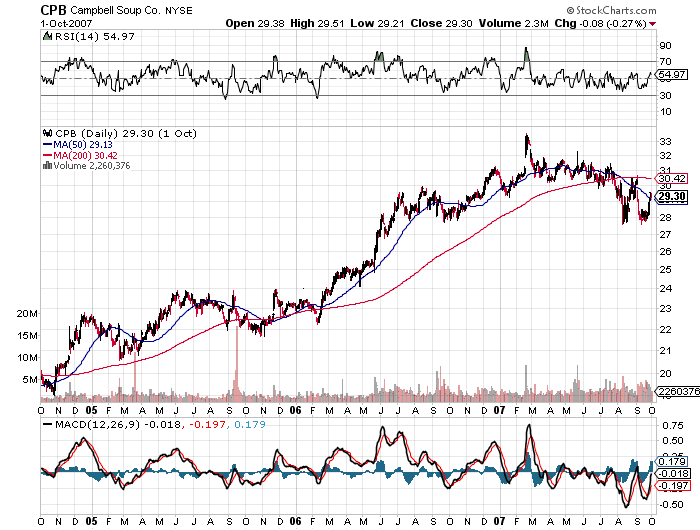 CPB Campbell Soup Co. NYSE
© StockCharts.com
1-Oct-2007
Open 29.38 High 29.51 Low 29.21 Close 29.30 Volume 2.3M Chg -0.08 (-0.27%)
RSI(14) 54.97
90
70
54.97
30
10
CPB (Daily) 29.30 (1 Oct)
MA(50) 29.13
MA(200) 30.42
Volume 2,260,376
33
32
31
30.42
30
29.30
28
27
26
25
24
23
22
21
20
20M
15M
10M
5M
2260376
O N D 05 F M A M J J A S O N D 06 F M A M J J A S O N D 07 F M A M J J A S O
MACD(12,26,9) -0.018, -0.197, 0.179
0.75
0.50
0.25
0.179
-0.018
-0.197
-0.50
O N D 05 F M A M J J A S O N D 06 F M A M J J A S O N D 07 F M A M J J A S O